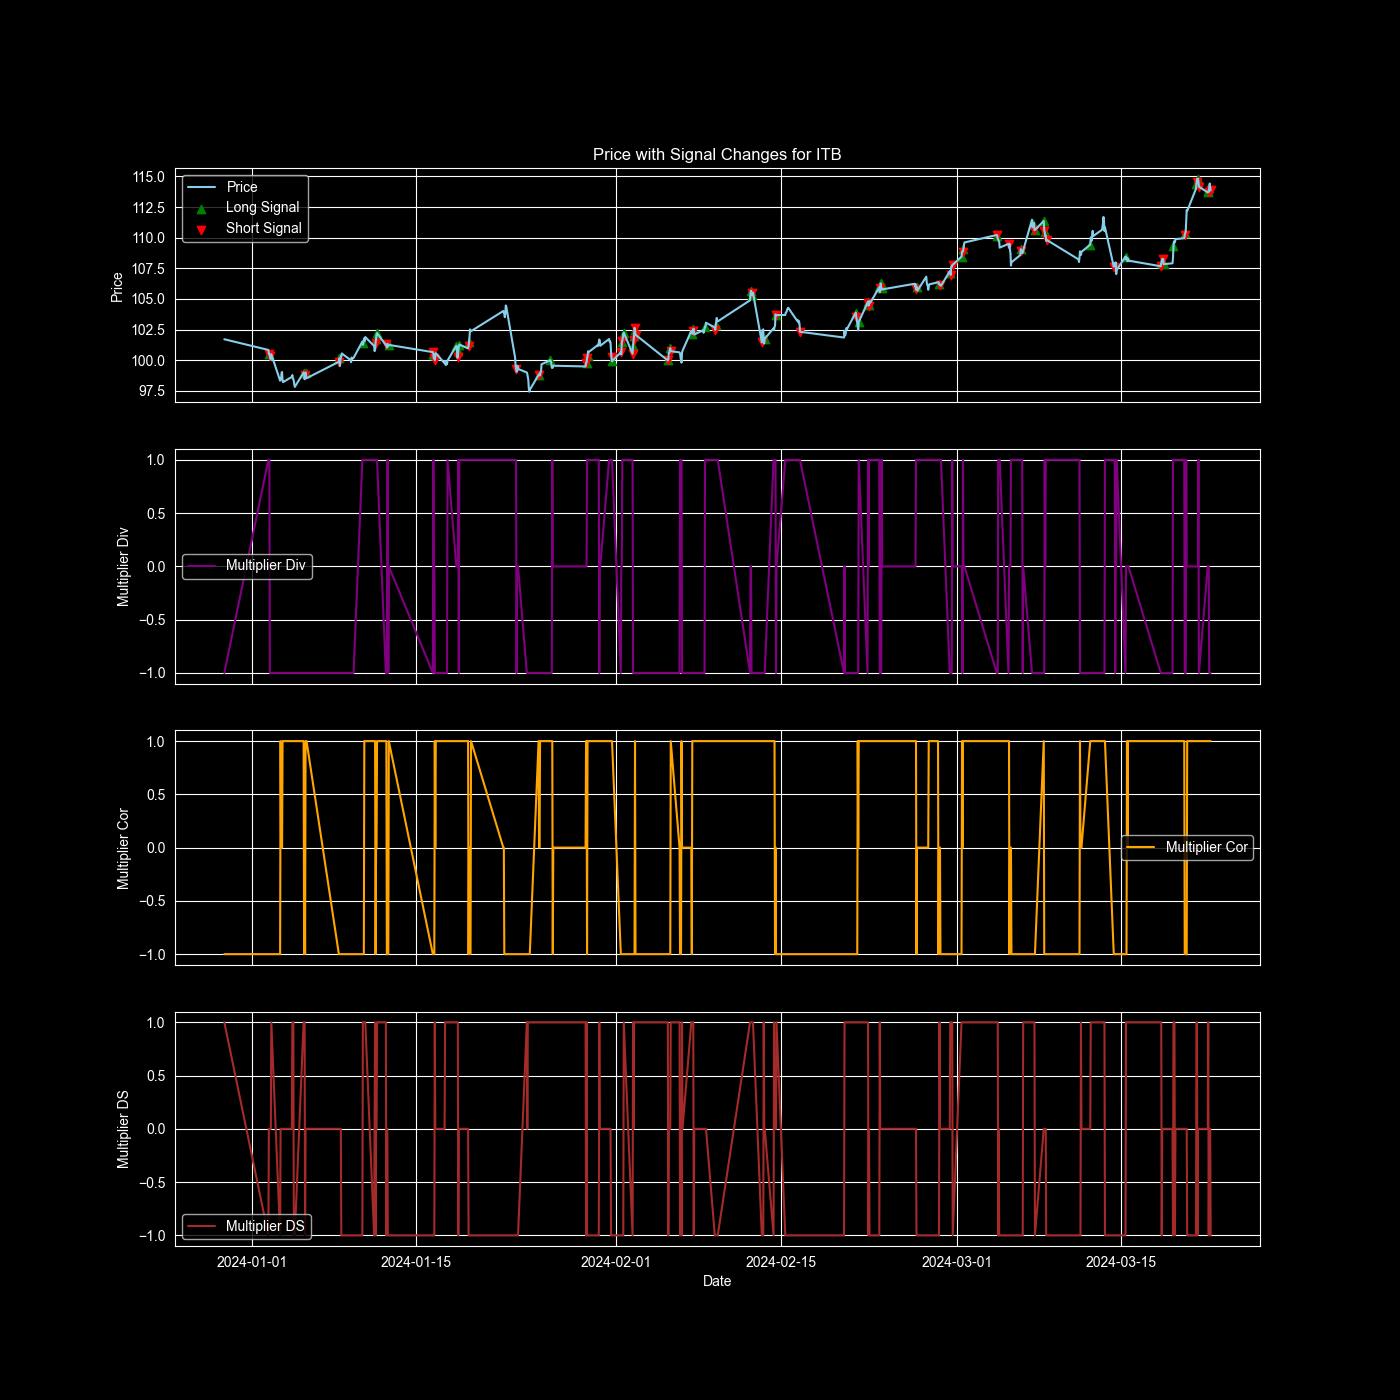 Price with Signal Changes for ITB
115.0
112.5
110.0
107.5
105.0
102.5
100.0
97.5
Price
Price
Long Signal
Short Signal
1.0
0.5
0.0
−0.5
−1.0
Multiplier Div
Multiplier Div
1.0
0.5
0.0
−0.5
−1.0
Multiplier Cor
Multiplier Cor
1.0
0.5
0.0
−0.5
−1.0
Multiplier DS
Multiplier DS
2024-01-01 2024-01-15 2024-02-01 2024-02-15 2024-03-01 2024-03-15
Date